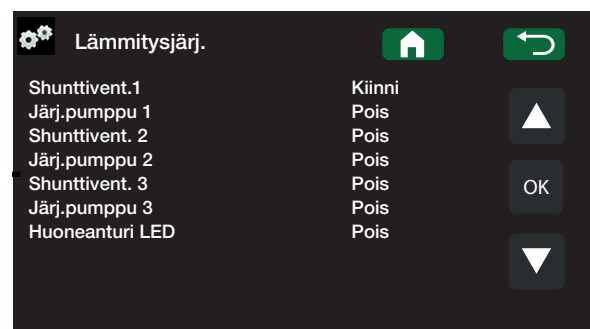 Lämmitysjärj.
Shunttivent.1 Kiinni
Järj.pumppu 1 Pois
Shunttivent. 2 Pois
Järj.pumppu 2 Pois
Shunttivent. 3 Pois
OK
Järj.pumppu 3 Pois
Huoneanturi LED Pois